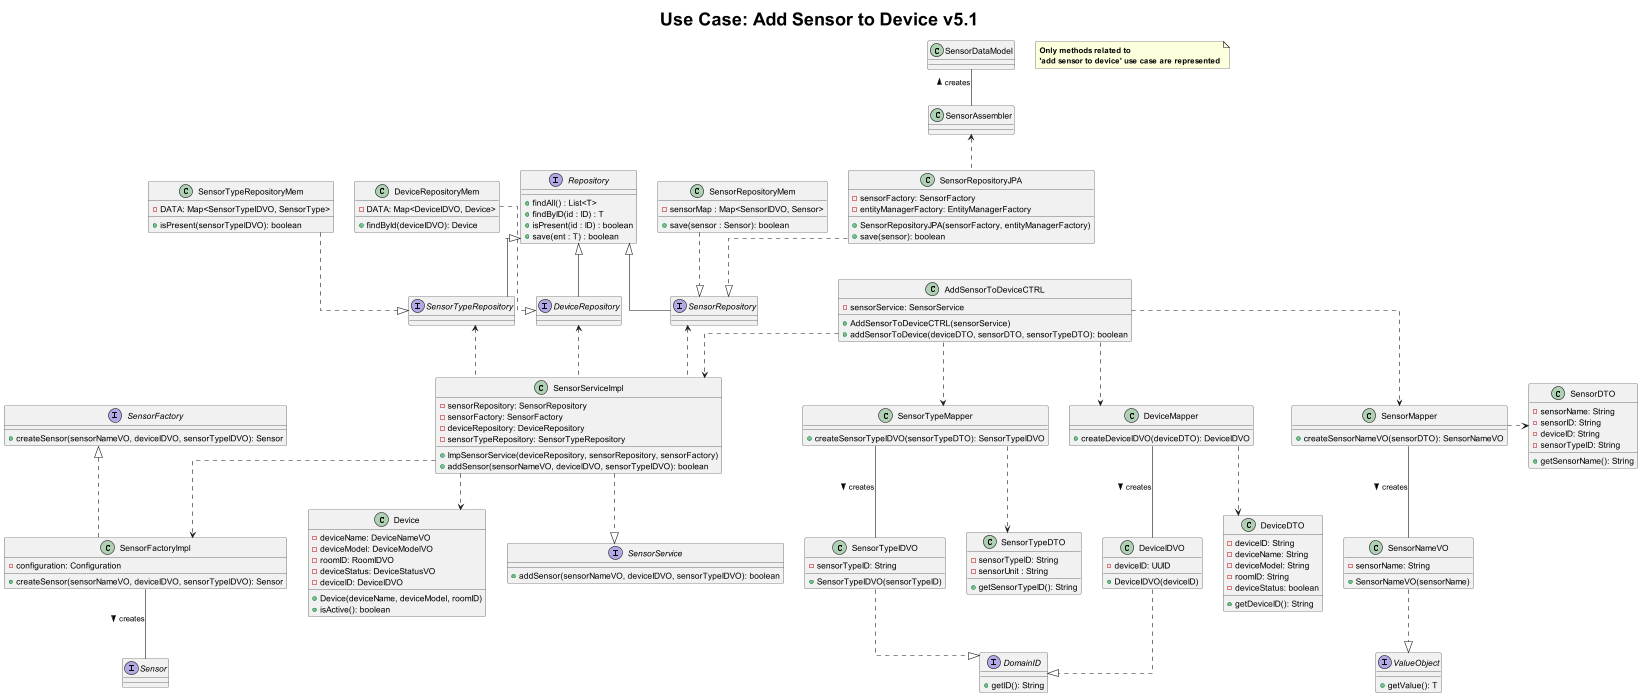 Use Case: Add Sensor to Device v5.1
C SensorDataModel
Only methods related to
'add sensor to device' use case are represented
creates
C SensorAssembler
C SensorTypeRepositoryMem
DATA: Map<SensorTypeIDVO, SensorType>
isPresent(sensorTypeIDVO): boolean
C DeviceRepositoryMem
DATA: Map<DeviceIDVO, Device>
findById(deviceIDVO): Device
I Repository
findAll() : List<T>
findByID(id : ID) : T
isPresent(id : ID) : boolean
save(ent : T) : boolean
C SensorRepositoryMem
sensorMap : Map<SensorIDVO, Sensor>
save(sensor : Sensor): boolean
C SensorRepositoryJPA
sensorFactory: SensorFactory
entityManagerFactory: EntityManagerFactory
SensorRepositoryJPA(sensorFactory, entityManagerFactory)
save(sensor): boolean
I SensorTypeRepository
I DeviceRepository
I SensorRepository
C AddSensorToDeviceCTRL
sensorService: SensorService
AddSensorToDeviceCTRL(sensorService)
addSensorToDevice(deviceDTO, sensorDTO, sensorTypeDTO): boolean
I SensorFactory
createSensor(sensorNameVO, deviceIDVO, sensorTypeIDVO): Sensor
C SensorServiceImpl
sensorRepository: SensorRepository
sensorFactory: SensorFactory
deviceRepository: DeviceRepository
sensorTypeRepository: SensorTypeRepository
ImpSensorService(deviceRepository, sensorRepository, sensorFactory)
addSensor(sensorNameVO, deviceIDVO, sensorTypeIDVO): boolean
C SensorTypeMapper
createSensorTypeIDVO(sensorTypeDTO): SensorTypeIDVO
C DeviceMapper
createDeviceIDVO(deviceDTO): DeviceIDVO
C SensorMapper
createSensorNameVO(sensorDTO): SensorNameVO
C SensorDTO
sensorName: String
sensorID: String
deviceID: String
sensorTypeID: String
getSensorName(): String
creates
creates
creates
C SensorFactoryImpl
configuration: Configuration
createSensor(sensorNameVO, deviceIDVO, sensorTypeIDVO): Sensor
C Device
deviceName: DeviceNameVO
deviceModel: DeviceModelVO
roomID: RoomIDVO
deviceStatus: DeviceStatusVO
deviceID: DeviceIDVO
Device(deviceName, deviceModel, roomID)
isActive(): boolean
I SensorService
addSensor(sensorNameVO, deviceIDVO, sensorTypeIDVO): boolean
C SensorTypeIDVO
sensorTypeID: String
SensorTypeIDVO(sensorTypeID)
C SensorTypeDTO
sensorTypeID: String
sensorUnit : String
getSensorTypeID(): String
C DeviceIDVO
deviceID: UUID
DeviceIDVO(deviceID)
C DeviceDTO
deviceID: String
deviceName: String
deviceModel: String
roomID: String
deviceStatus: boolean
getDeviceID(): String
C SensorNameVO
sensorName: String
SensorNameVO(sensorName)
creates
I Sensor
I DomainID
getID(): String
I ValueObject
getValue(): T